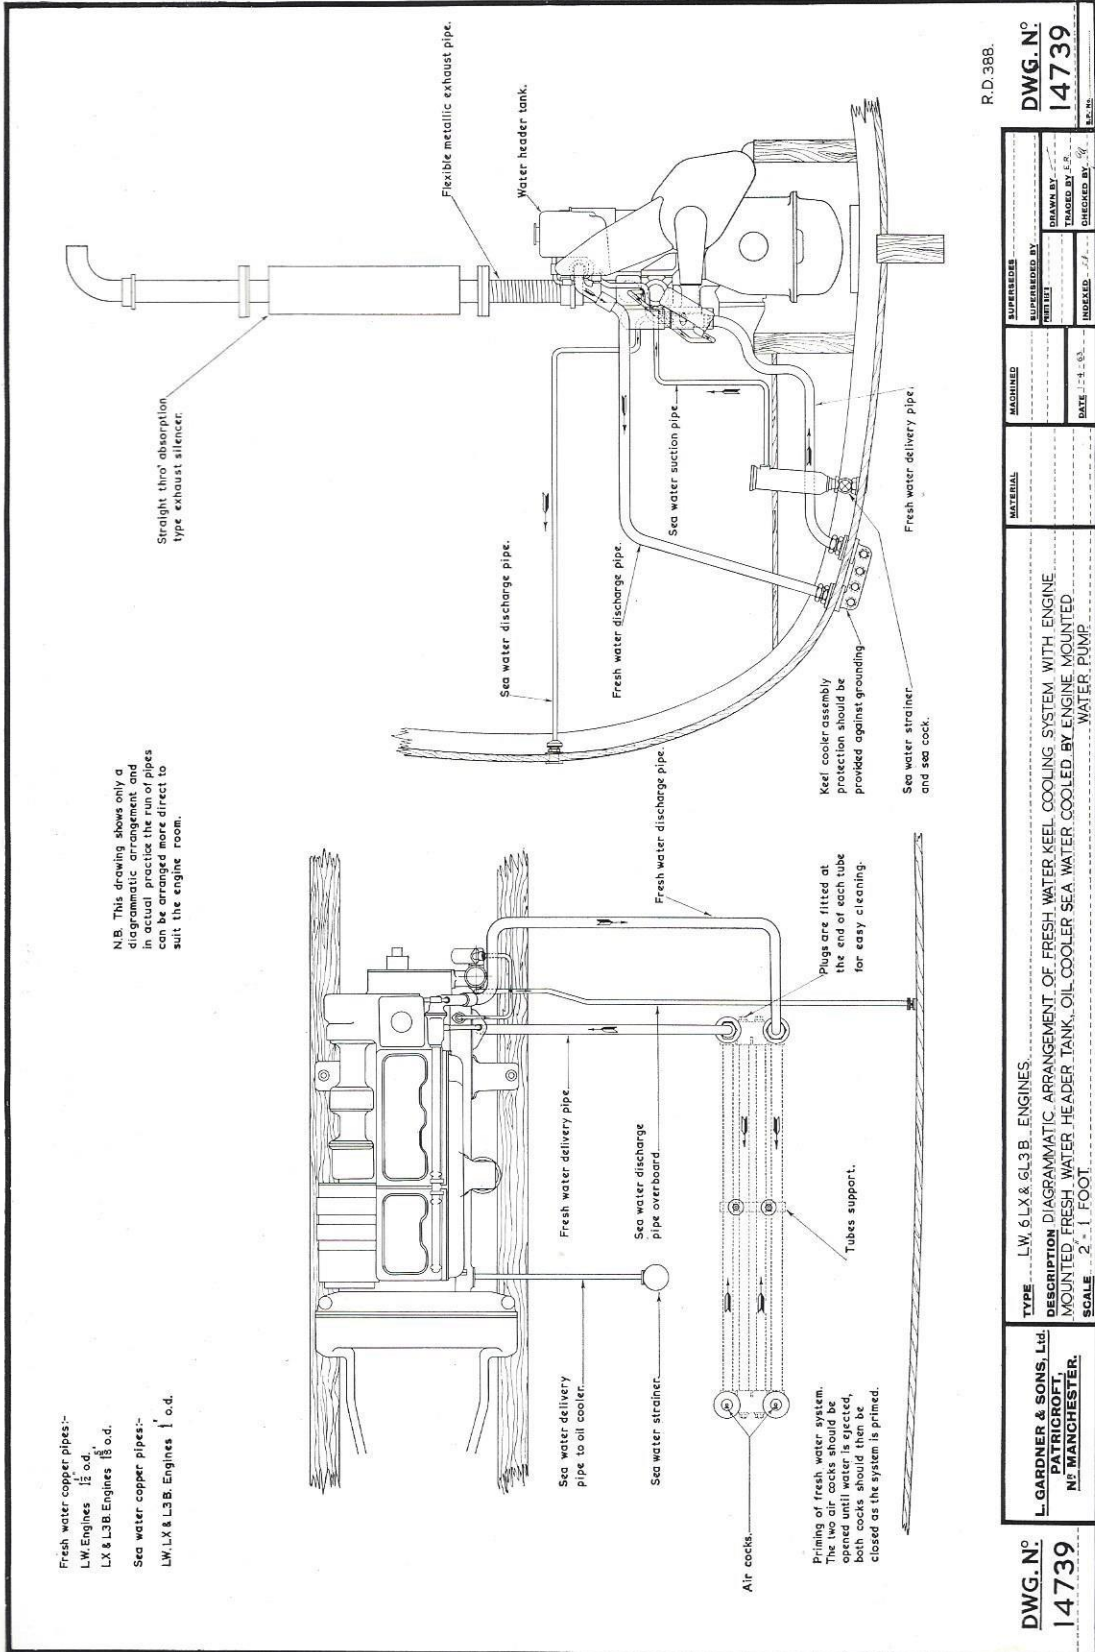 Fresh water copper pipes:-
LW. Engines 1½" o.d.
LX & L3B. Engines 1⅝" o.d.
Sea water copper pipes:-
LW. LX & L3B. Engines 1" o.d.
N.B. This drawing shows only a
diagrammatic arrangement and
in actual practice the run of pipes
can be arranged more direct to
suit the engine room.
Straight thro' absorption
type exhaust silencer.
Flexible metallic exhaust pipe.
Water header tank.
Sea water discharge pipe.
Fresh water discharge pipe.
Sea water suction pipe.
Fresh water delivery pipe.
Keel cooler assembly
protection should be
provided against grounding.
Sea water strainer
and sea cock.
Sea water delivery
pipe to oil cooler.
Sea water strainer.
Fresh water delivery pipe.
Sea water discharge
pipe overboard.
Fresh water discharge pipe.
Plugs are fitted at
the end of each tube
for easy cleaning.
Tubes support.
Air cocks.
Priming of fresh water system.
The two air cocks should be
opened until water is ejected,
both cocks should then be
closed as the system is primed.
R.D. 388.
DWG. Nº
14739
L. GARDNER & SONS, Ltd.
PATRICROFT,
Nº MANCHESTER.
TYPE LW, 6LX & 6L3B ENGINES
DESCRIPTION DIAGRAMMATIC ARRANGEMENT OF FRESH WATER KEEL COOLING SYSTEM WITH ENGINE
MOUNTED FRESH WATER HEADER TANK, OIL COOLER SEA WATER COOLED BY ENGINE MOUNTED
WATER PUMP
SCALE 2" = 1 FOOT
MATERIAL
MACHINED
DATE 1-4-63
SUPERSEDES
SUPERSEDED BY
INDEXED
DRAWN BY
TRACED BY E.R.
CHECKED BY
DWG. Nº
14739